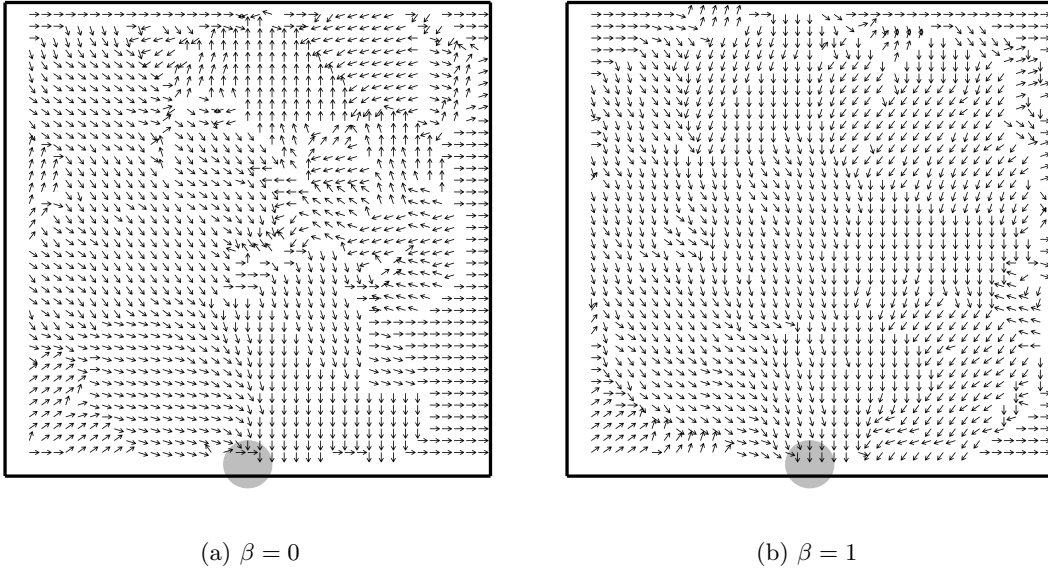 (a) β = 0
(b) β = 1